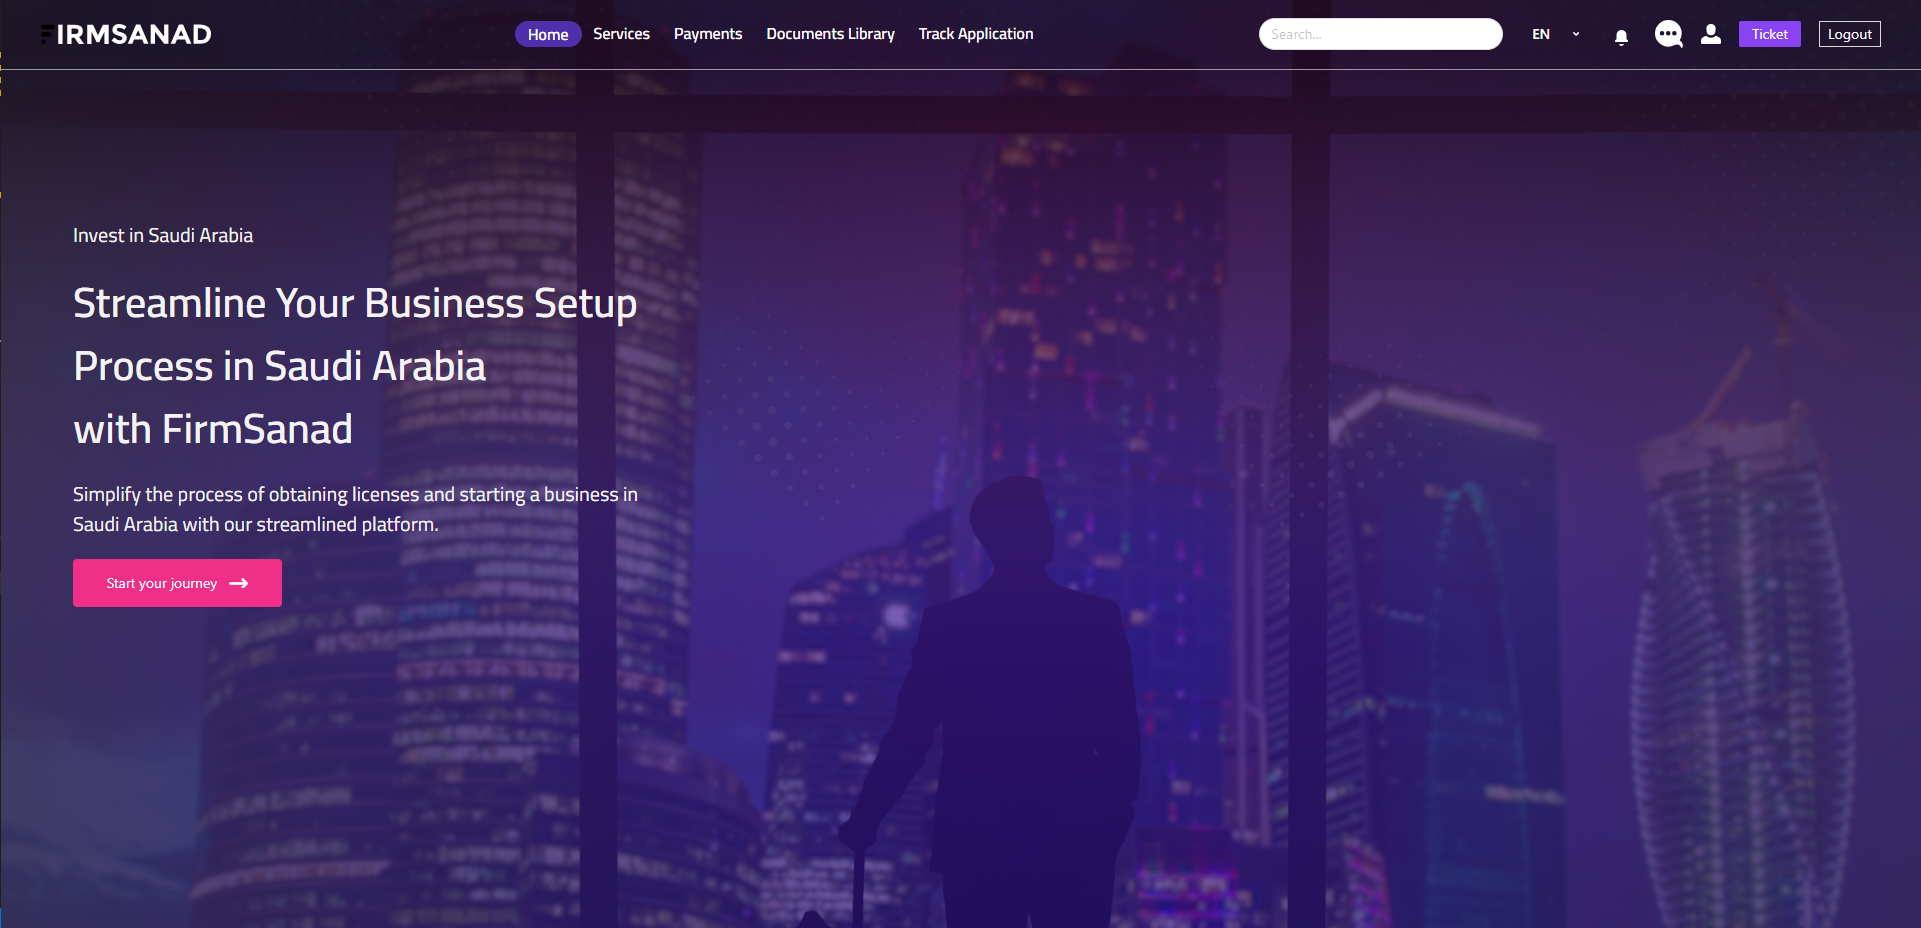 FIRMSANAD
Home
Services
Payments
Documents Library
Track Application
Search...
EN
Ticket
Logout
Invest in Saudi Arabia
Streamline Your Business Setup
Process in Saudi Arabia
with FirmSanad
Simplify the process of obtaining licenses and starting a business in
Saudi Arabia with our streamlined platform.
Start your journey